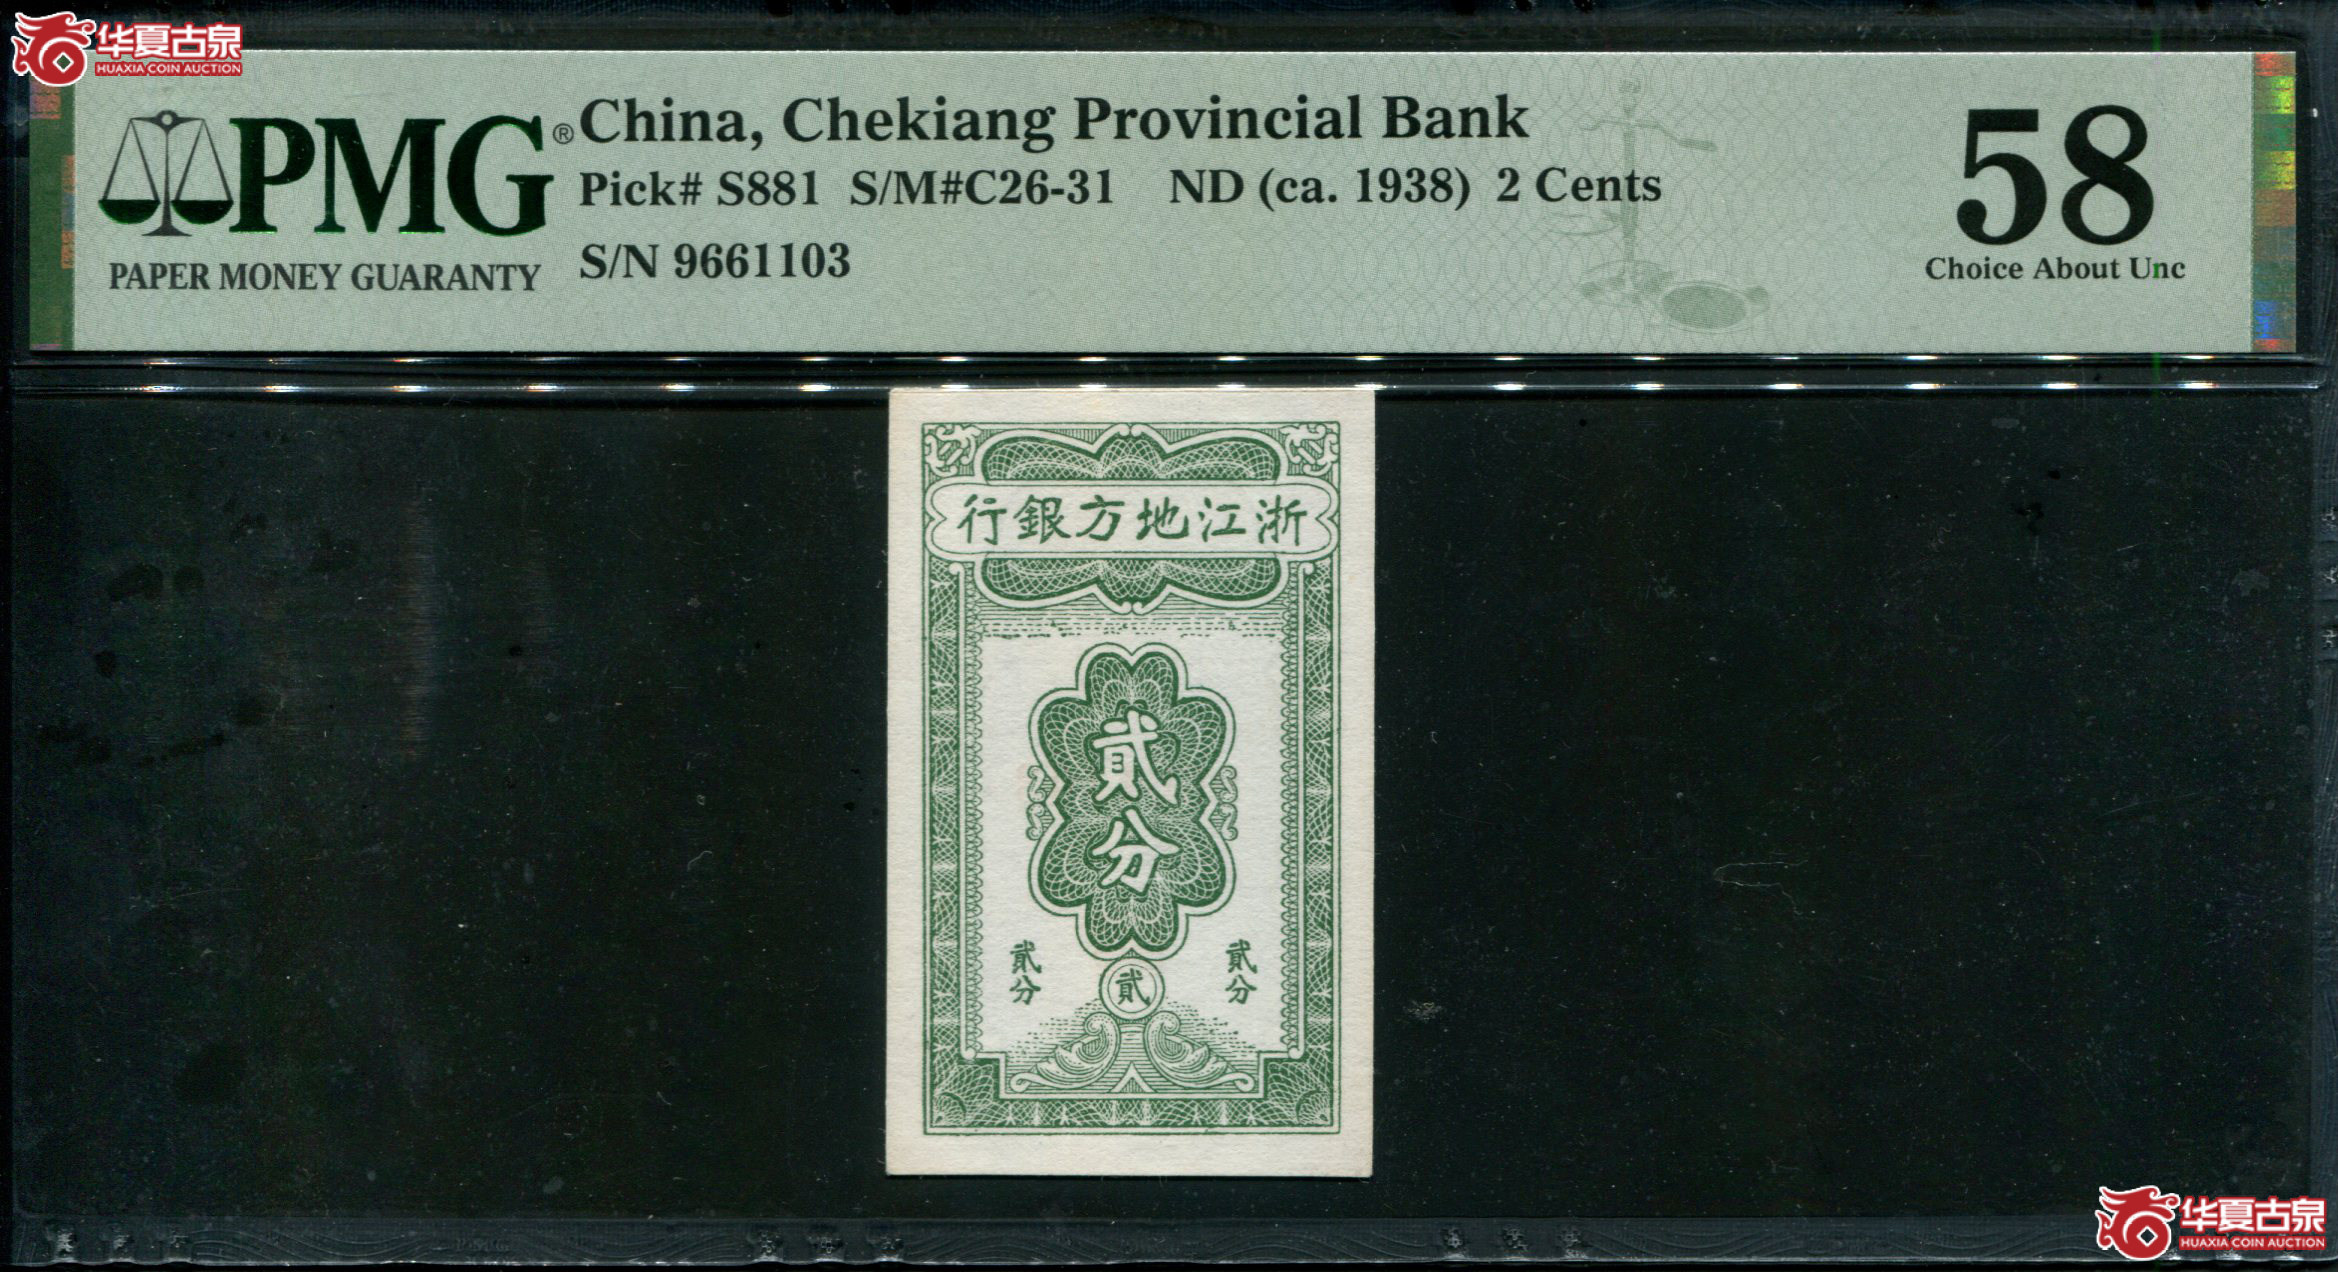 华夏古泉
HUAXIA COIN AUCTION
PMG®
PAPER MONEY GUARANTY
China, Chekiang Provincial Bank
Pick# S881 S/M#C26-31 ND (ca. 1938) 2 Cents
S/N 9661103
58
Choice About Unc
行銀方地江浙
貳分
貳分
貳
貳分
华夏古泉
HUAXIA COIN AUCTION